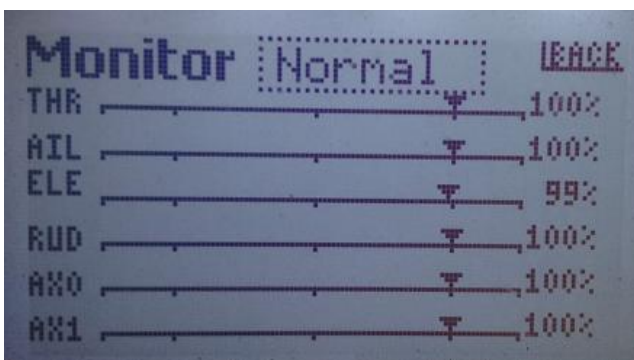 Monitor Normal BACK
THR 100%
AIL 100%
ELE 99%
RUD 100%
AX0 100%
AX1 100%